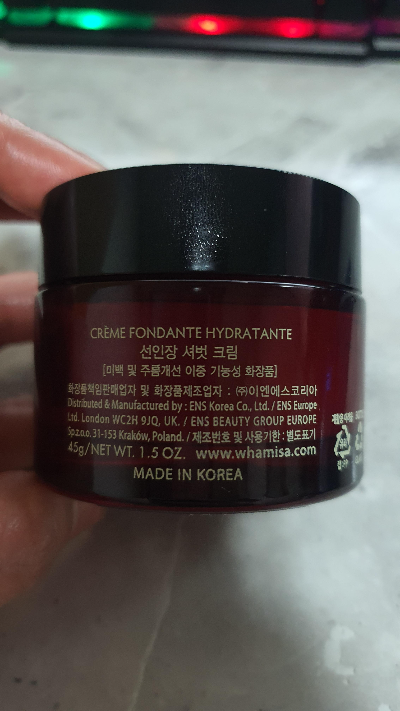 CRÈME FONDANTE HYDRATANTE
선인장 셔벗 크림
[미백 및 주름개선 이중 기능성 화장품]
화장품책임판매업자 및 화장품제조업자 : (주)이엔에스코리아
Distributed & Manufactured by : ENS Korea Co., Ltd. / ENS Europe
Ltd. London WC2H 9JQ, UK. / ENS BEAUTY GROUP EUROPE
Sp.z.o.o. 31-153 Kraków, Poland. / 제조번호 및 사용기한 : 별도표기
45g/NET WT. 1.5 OZ. www.whamisa.com
MADE IN KOREA